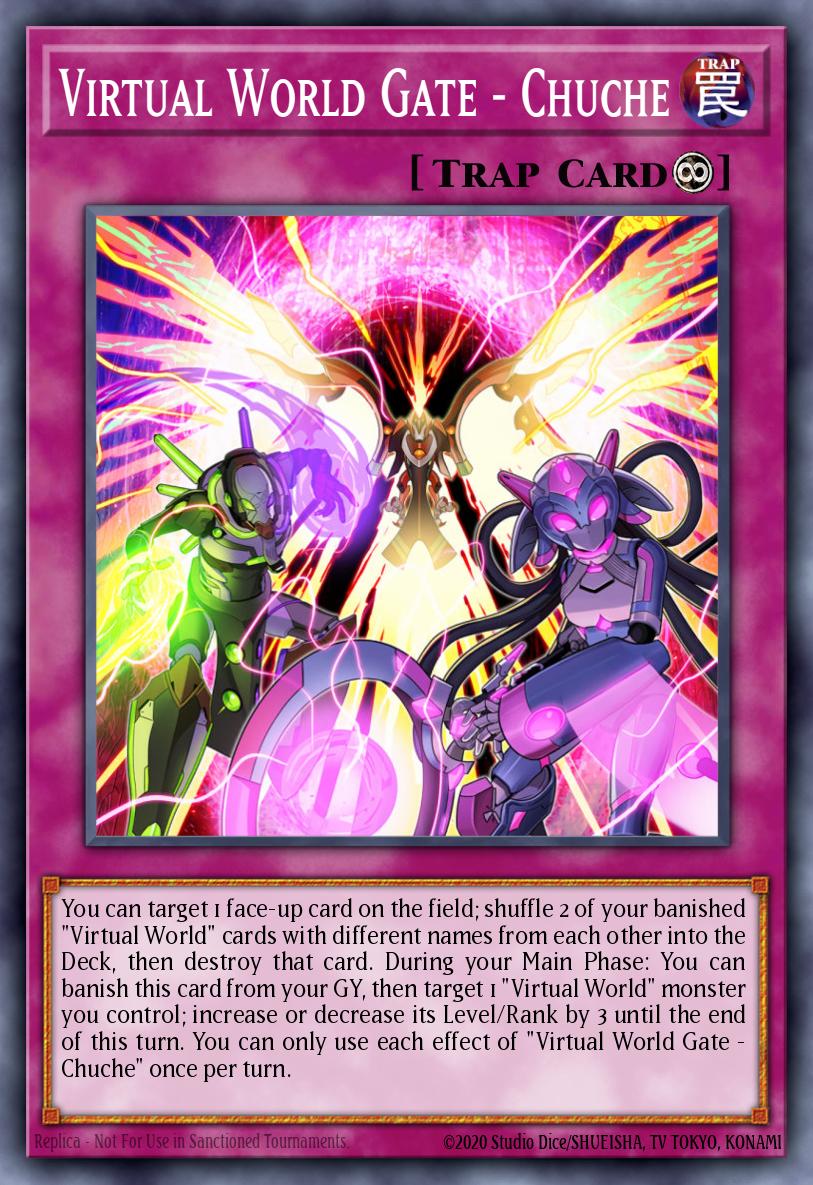 VIRTUAL WORLD GATE - CHUCHE
TRAP
罠
[TRAP CARD∞]
You can target 1 face-up card on the field; shuffle 2 of your banished
"Virtual World" cards with different names from each other into the
Deck, then destroy that card. During your Main Phase: You can
banish this card from your GY, then target 1 "Virtual World" monster
you control; increase or decrease its Level/Rank by 3 until the end
of this turn. You can only use each effect of "Virtual World Gate -
Chuche" once per turn.
Replica - Not For Use in Sanctioned Tournaments.
©2020 Studio Dice/SHUEISHA, TV TOKYO, KONAMI